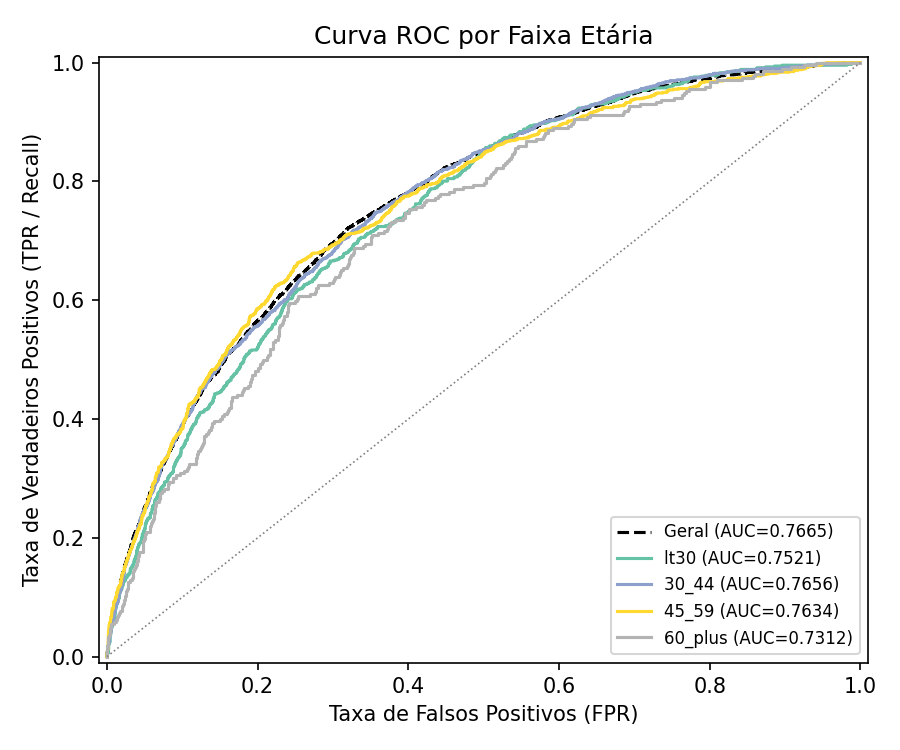 Curva ROC por Faixa Etária
1.0
0.8
0.6
0.4
0.2
0.0
Taxa de Verdadeiros Positivos (TPR / Recall)
Geral (AUC=0.7665)
lt30 (AUC=0.7521)
30_44 (AUC=0.7656)
45_59 (AUC=0.7634)
60_plus (AUC=0.7312)
0.0 0.2 0.4 0.6 0.8 1.0
Taxa de Falsos Positivos (FPR)